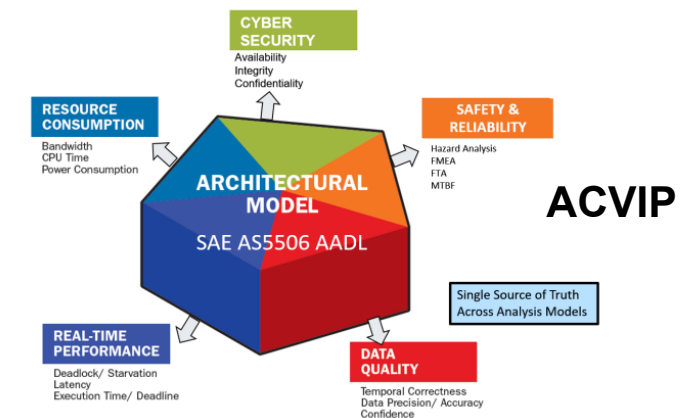 CYBER
SECURITY
Availability
Integrity
Confidentiality
RESOURCE
CONSUMPTION
Bandwidth
CPU Time
Power Consumption
SAFETY &
RELIABILITY
Hazard Analysis
FMEA
FTA
MTBF
ARCHITECTURAL
MODEL
SAE AS5506 AADL
ACVIP
Single Source of Truth
Across Analysis Models
REAL-TIME
PERFORMANCE
Deadlock/ Starvation
Latency
Execution Time/ Deadline
DATA
QUALITY
Temporal Correctness
Data Precision/ Accuracy
Confidence